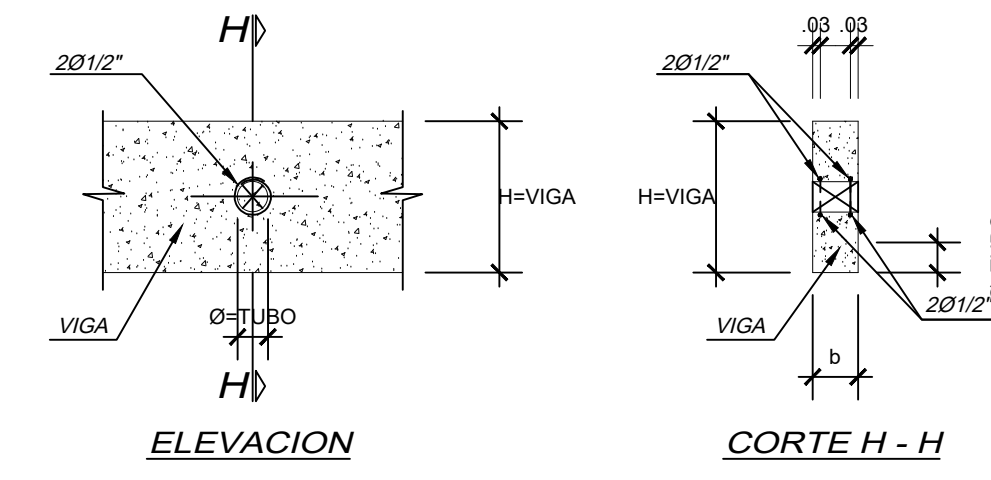 H
2Ø1/2"
H=VIGA
VIGA
Ø=TUBO
H
ELEVACION
.03 .03
2Ø1/2"
H=VIGA
2Ø1/2"
VIGA
b
CORTE H - H